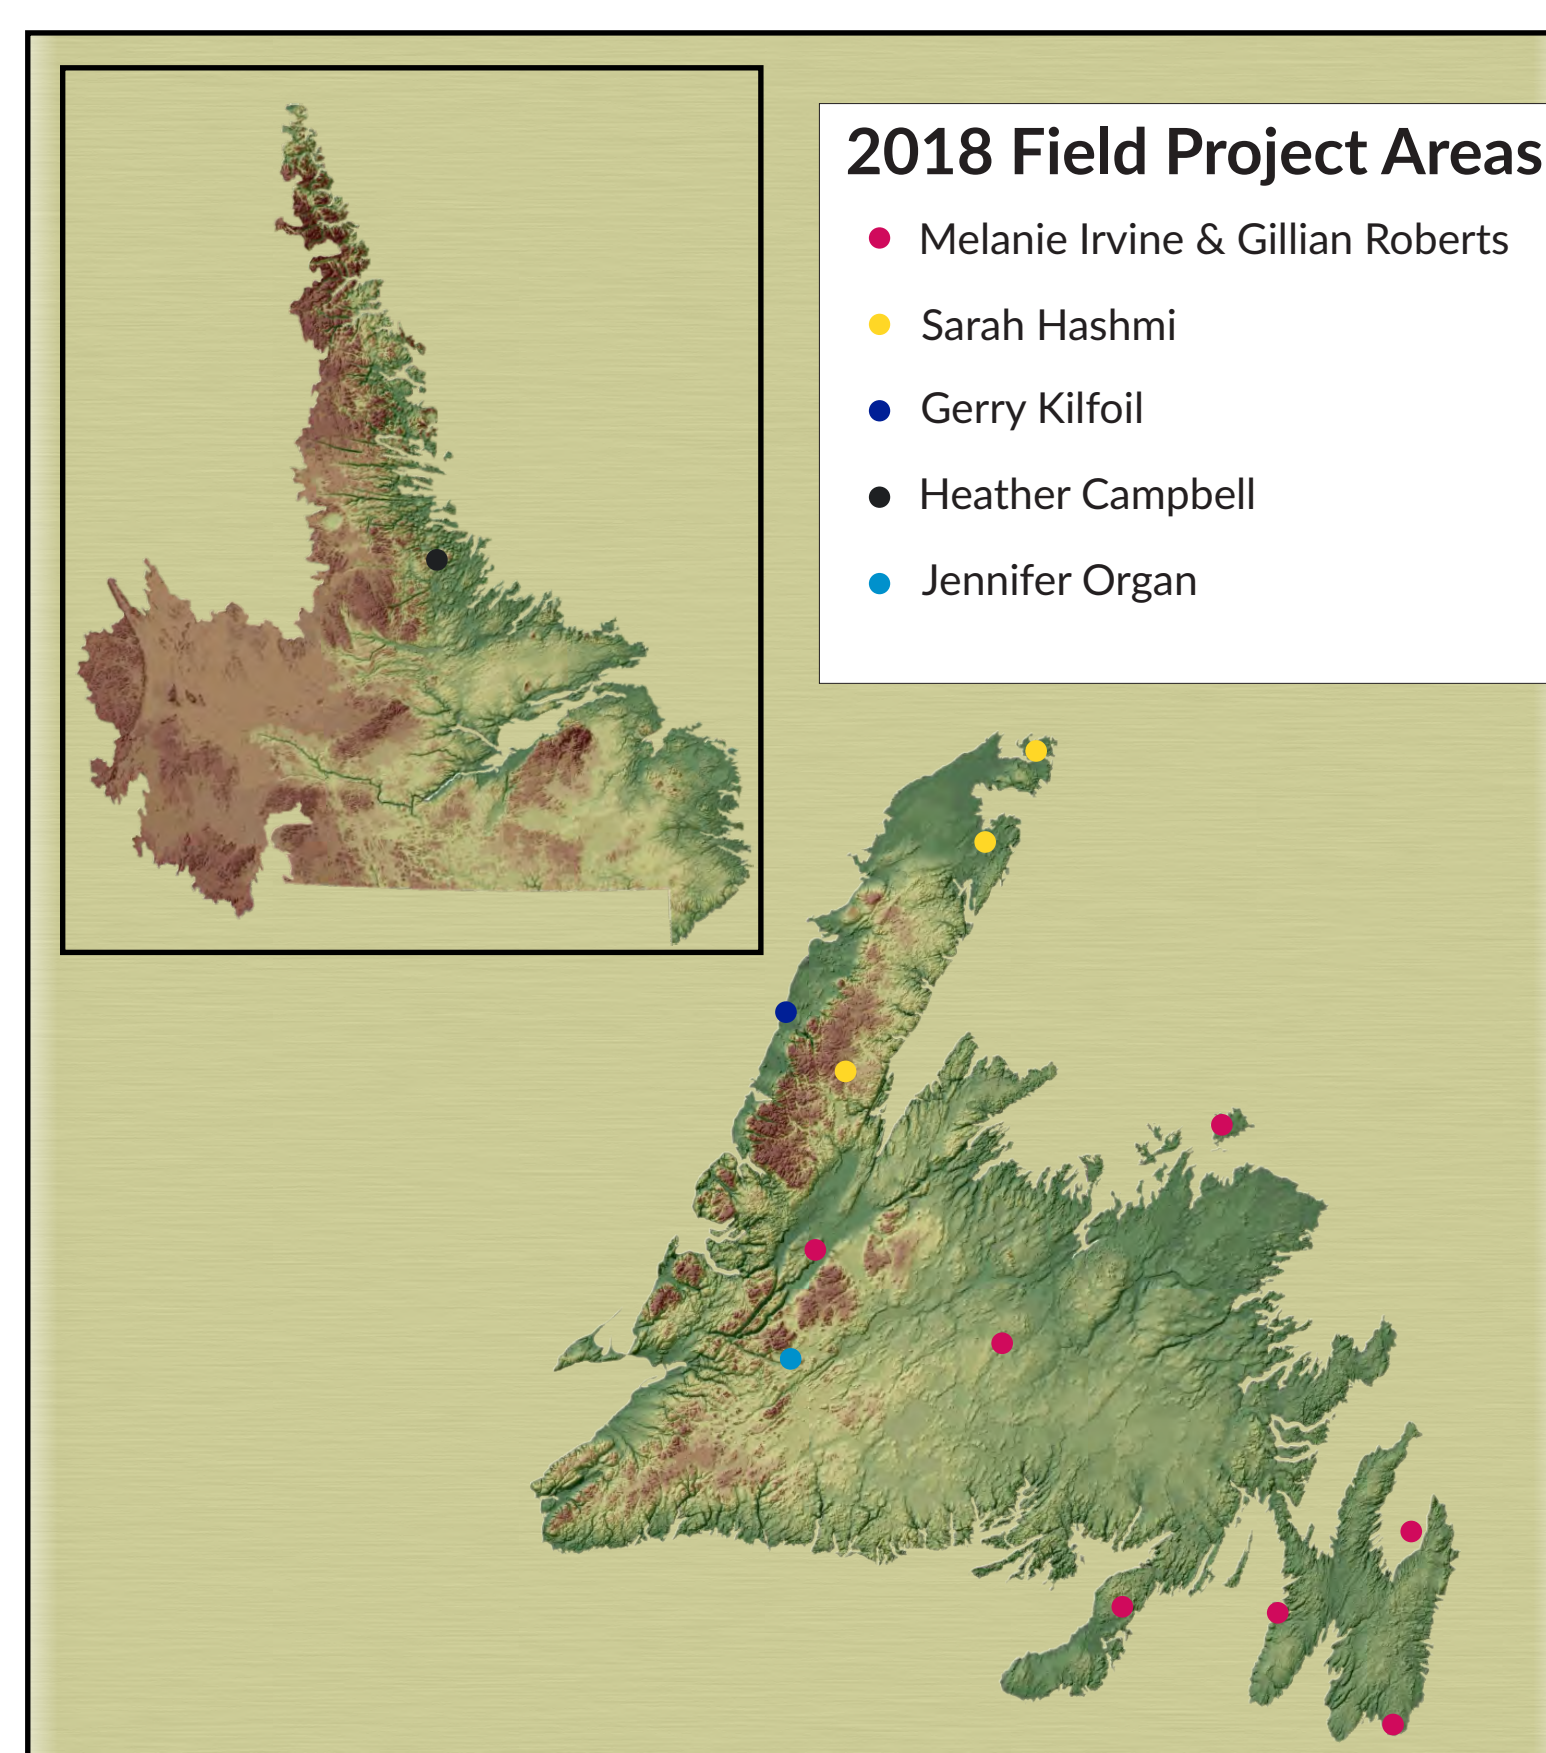 2018 Field Project Areas
Melanie Irvine & Gillian Roberts
Sarah Hashmi
Gerry Kilfoil
Heather Campbell
Jennifer Organ